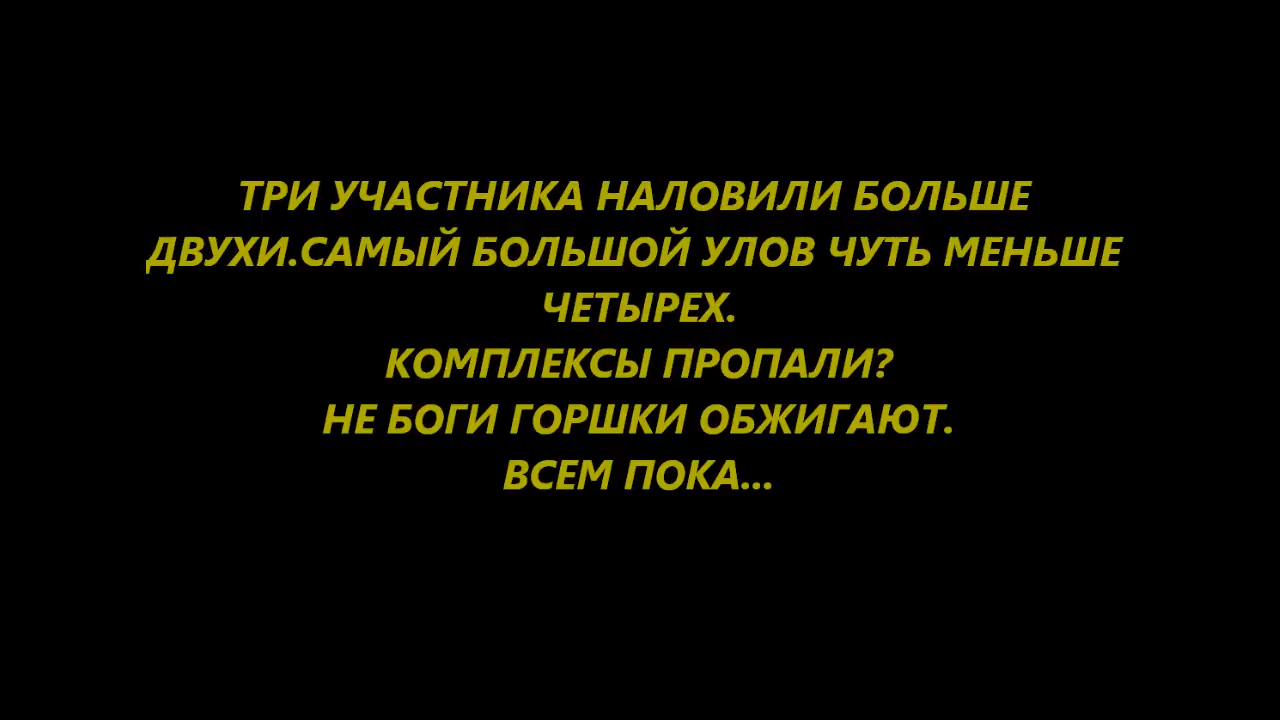 ТРИ УЧАСТНИКА НАЛОВИЛИ БОЛЬШЕ
ДВУХИ.САМЫЙ БОЛЬШОЙ УЛОВ ЧУТЬ МЕНЬШЕ
ЧЕТЫРЕХ.
КОМПЛЕКСЫ ПРОПАЛИ?
НЕ БОГИ ГОРШКИ ОБЖИГАЮТ.
ВСЕМ ПОКА...